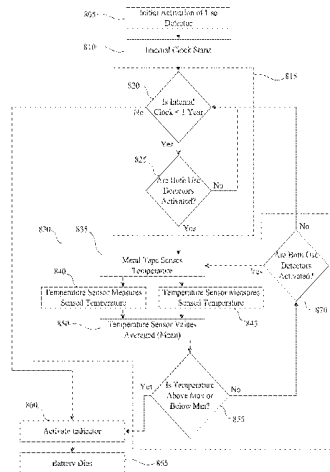 805
Initial Activation of Use
Detector
810
Internal Clock Starts
815
820
Is Internal
Clock < 1 Year
No
Yes
825
Are Both Use
Detectors
Activated?
No
Yes
830
835
Metal Tape Senses
Temperature
Are Both Use
Detectors
Activated?
No
Yes
870
840
Temperature Sensor Measures
Sensed Temperature
Temperature Sensor Measures
Sensed Temperature
845
850
Temperature Sensor Values
Averaged (Mean)
Is Temperature
Above Max or
Below Min?
Yes
No
855
860
Activate Indicator
Battery Dies
865